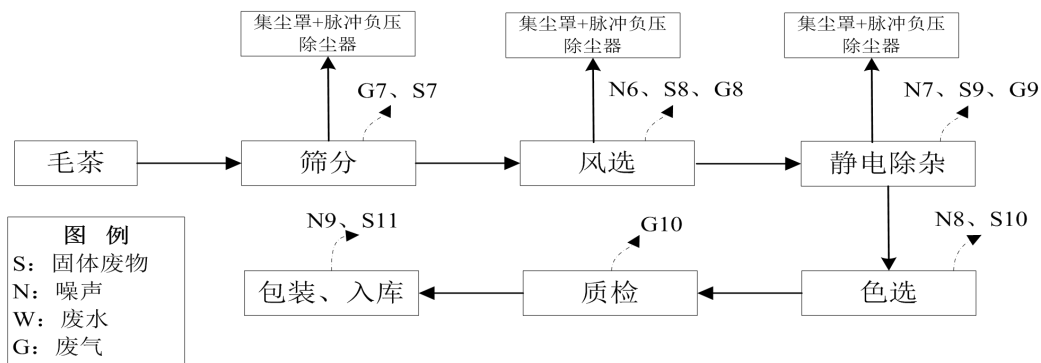 集尘罩+脉冲负压
除尘器
集尘罩+脉冲负压
除尘器
集尘罩+脉冲负压
除尘器
G7、S7
N6、S8、G8
N7、S9、G9
毛茶
筛分
风选
静电除杂
N9、S11
G10
N8、S10
包装、入库
质检
色选
图 例
S：固体废物
N：噪声
W：废水
G：废气